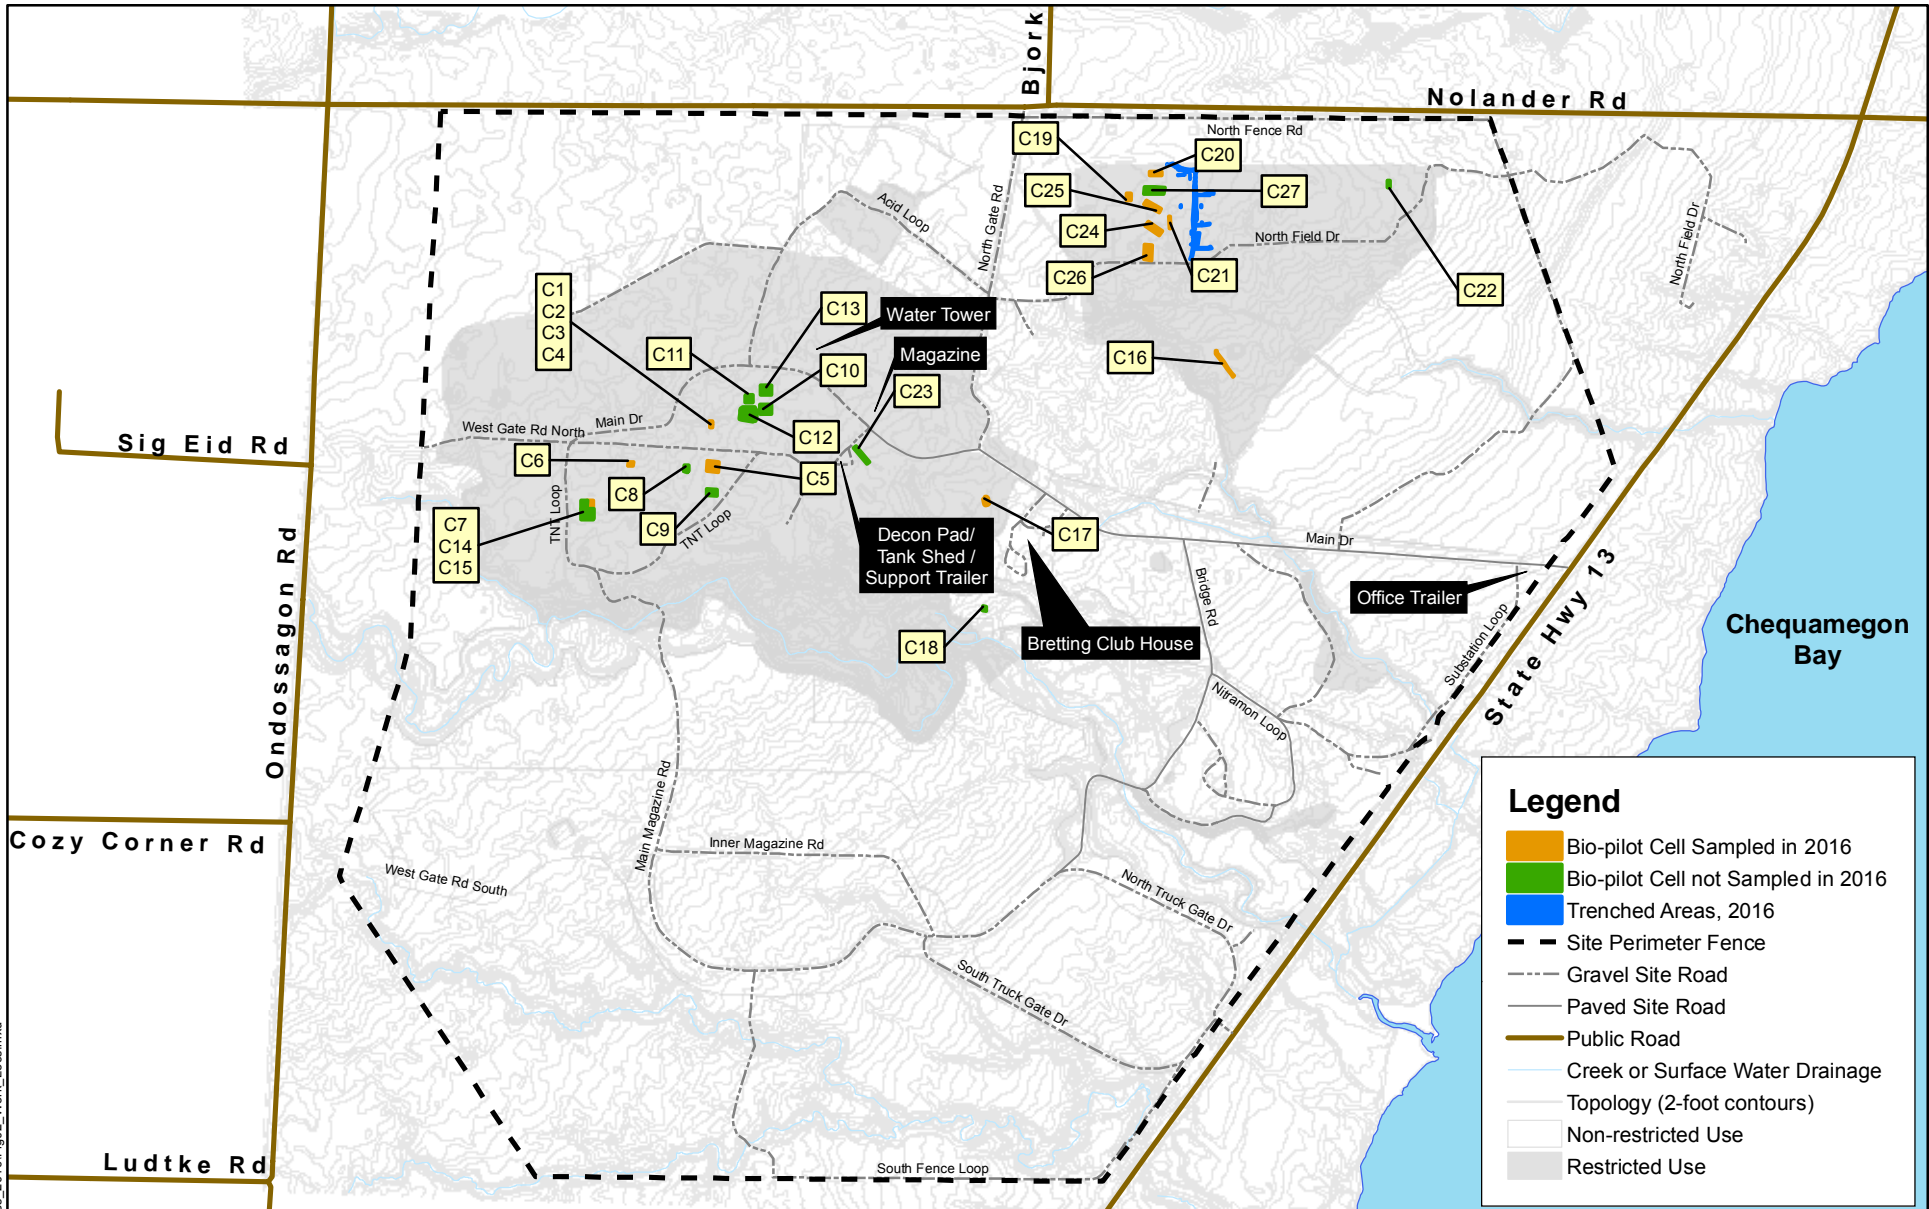 Bjork
Nolander Rd
North Fence Rd
C19
C20
C25
C27
C24
C26
C21
C22
North Field Dr
North Field Dr
Acid Loop
North Gate Rd
C1
C2
C3
C4
C13
Water Tower
C11
Magazine
C10
C23
C16
Main Dr
West Gate Rd North
C12
Sig Eid Rd
C6
C8
C5
C9
TNT Loop
TNT Loop
C7
C14
C15
Decon Pad/
Tank Shed /
Support Trailer
C17
Main Dr
Bridge Rd
Office Trailer
State Hwy 13
Substation Loop
Chequamegon
Bay
C18
Bretting Club House
Ondossagon Rd
Nitramon Loop
Main Magazine Rd
Inner Magazine Rd
Cozy Corner Rd
West Gate Rd South
North Truck Gate Dr
South Truck Gate Dr
South Fence Loop
Ludtke Rd
Legend
Bio-pilot Cell Sampled in 2016
Bio-pilot Cell not Sampled in 2016
Trenched Areas, 2016
Site Perimeter Fence
Gravel Site Road
Paved Site Road
Public Road
Creek or Surface Water Drainage
Topology (2-foot contours)
Non-restricted Use
Restricted Use